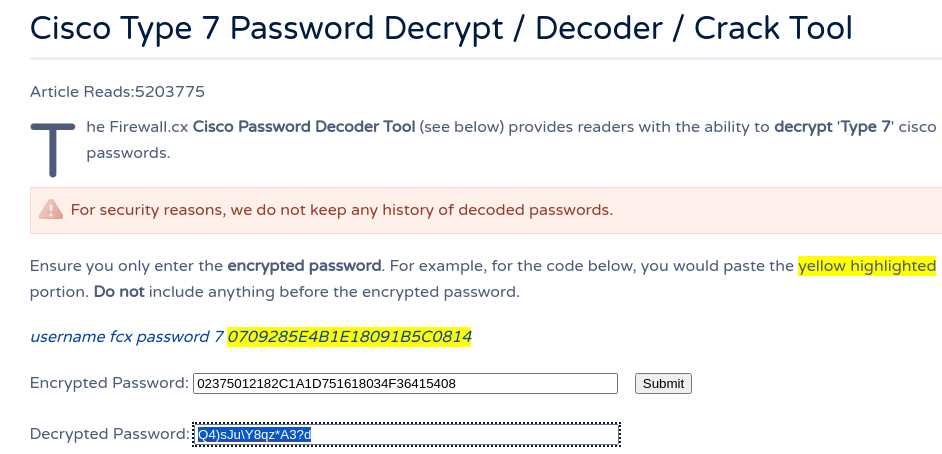 Cisco Type 7 Password Decrypt / Decoder / Crack Tool
Article Reads:5203775
The Firewall.cx Cisco Password Decoder Tool (see below) provides readers with the ability to decrypt 'Type 7' cisco
passwords.
For security reasons, we do not keep any history of decoded passwords.
Ensure you only enter the encrypted password. For example, for the code below, you would paste the yellow highlighted
portion. Do not include anything before the encrypted password.
username fcx password 7 0709285E4B1E18091B5C0814
Encrypted Password: 02375012182C1A1D751618034F36415408 Submit
Decrypted Password: Q4)sJu\Y8qz*A3?d